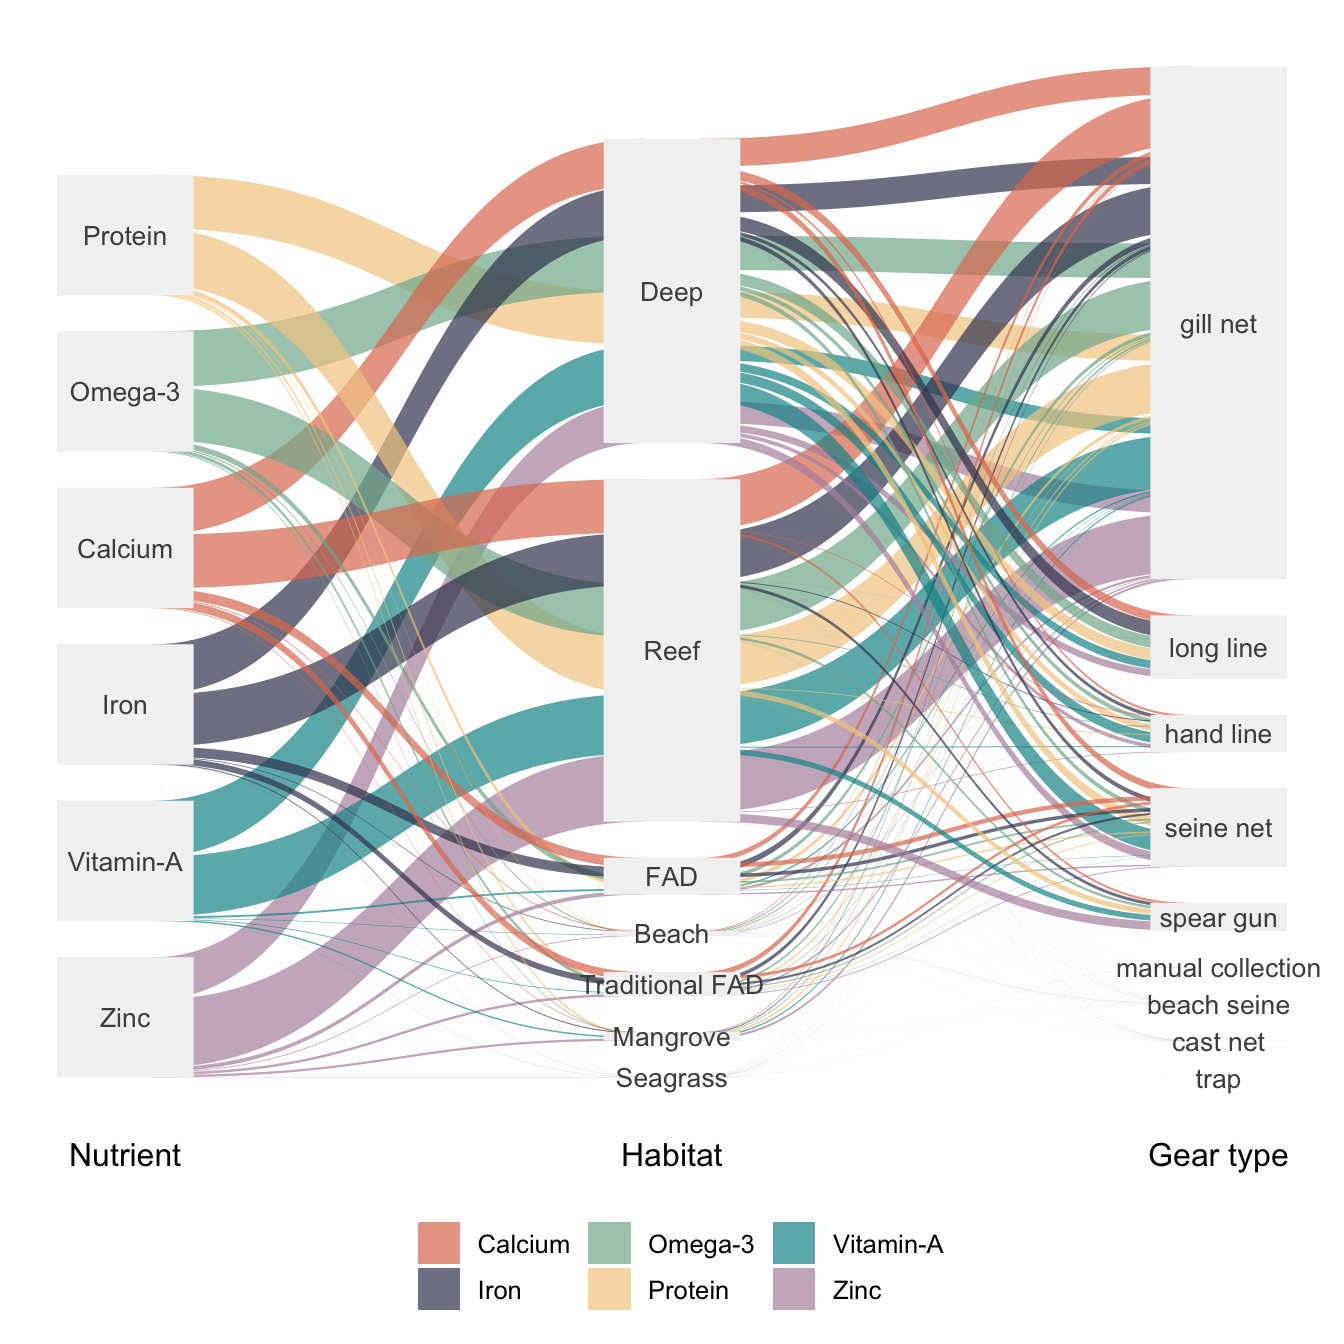 Protein
Omega-3
Calcium
Iron
Vitamin-A
Zinc
Deep
Reef
FAD
Beach
Traditional FAD
Mangrove
Seagrass
gill net
long line
hand line
seine net
spear gun
manual collection
beach seine
cast net
trap
Nutrient Habitat Gear type
Calcium Omega-3 Vitamin-A
Iron Protein Zinc